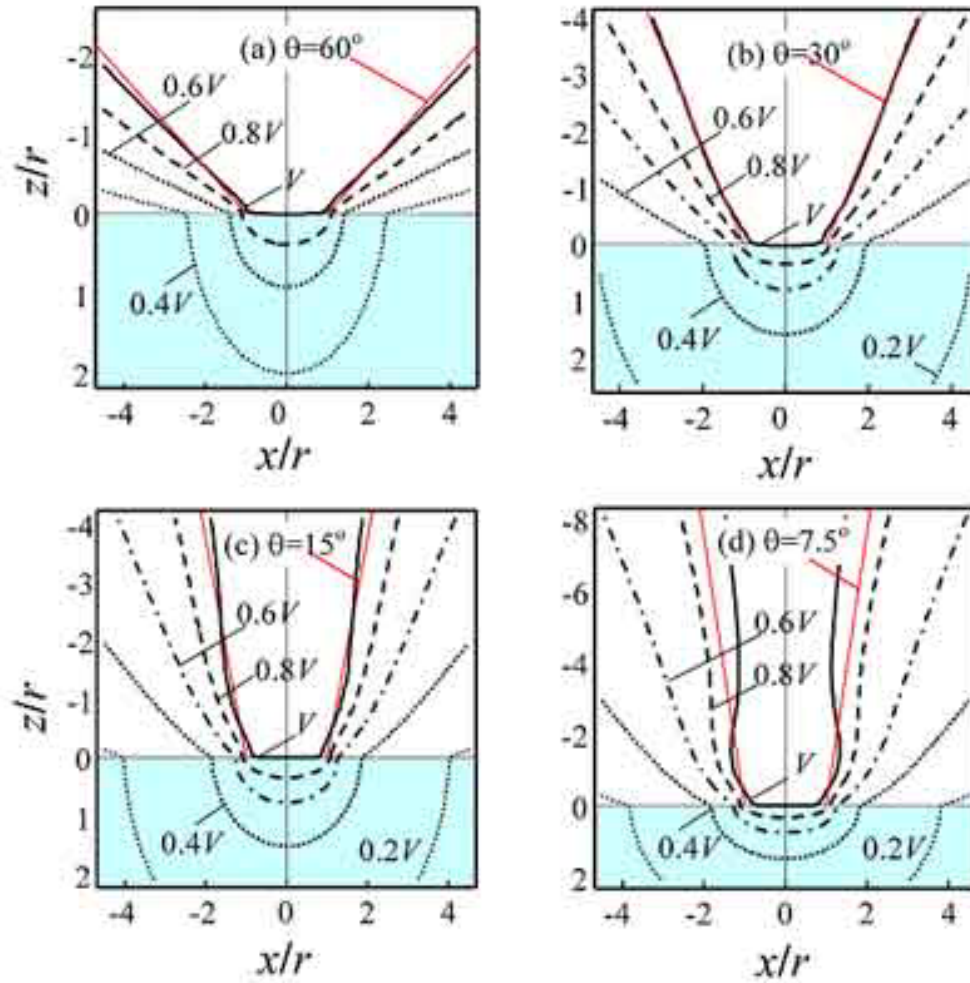 (a) θ=60°
0.6V
0.8V
V
0.4V
-2
-1
0
1
2
z/r
-4 -2 0 2 4
x/r
(b) θ=30°
0.6V
0.8V
V
0.4V
0.2V
-4
-3
-2
-1
0
1
2
-4 -2 0 2 4
x/r
(c) θ=15°
0.6V
0.8V
V
0.4V
0.2V
-4
-3
-2
-1
0
1
2
z/r
-4 -2 0 2 4
x/r
(d) θ=7.5°
0.6V
0.8V
V
0.4V
0.2V
-8
-6
-4
-2
0
2
-4 -2 0 2 4
x/r